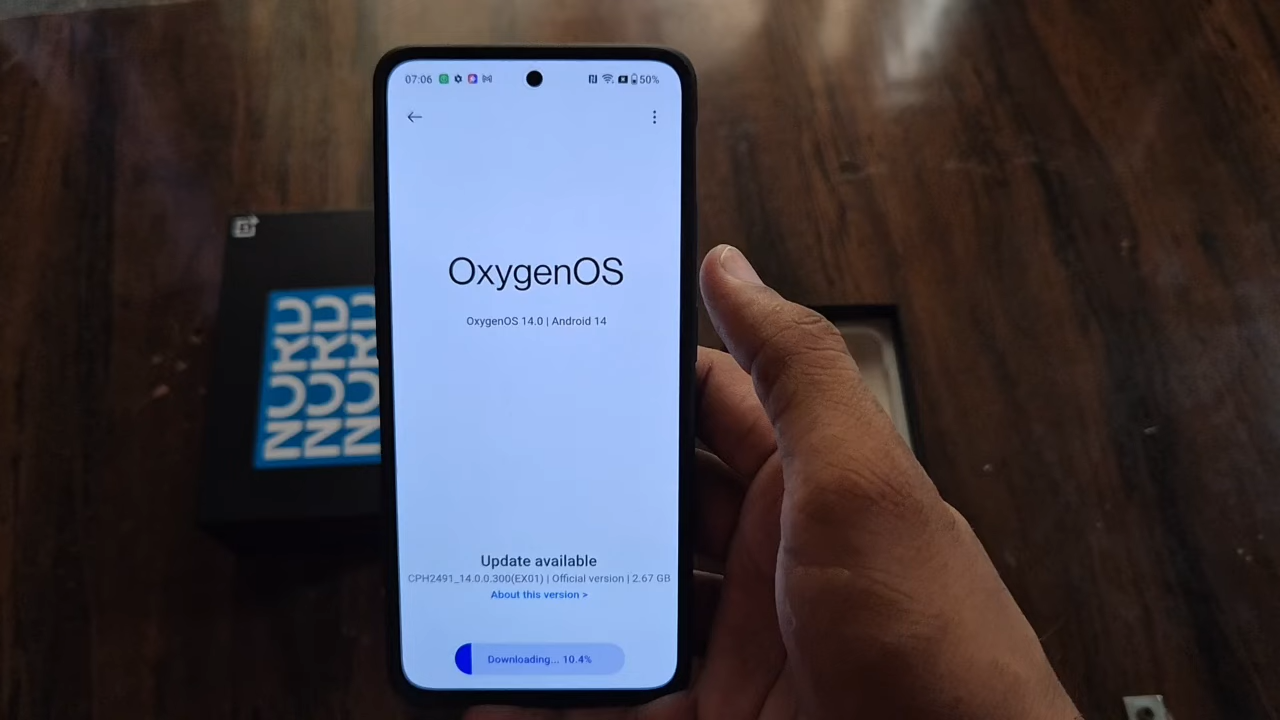 07:06
50%
OxygenOS
OxygenOS 14.0 | Android 14
Update available
CPH2491_14.0.0.300(EX01) | Official version | 2.67 GB
About this version >
Downloading... 10.4%
NORD
NORD
NORD